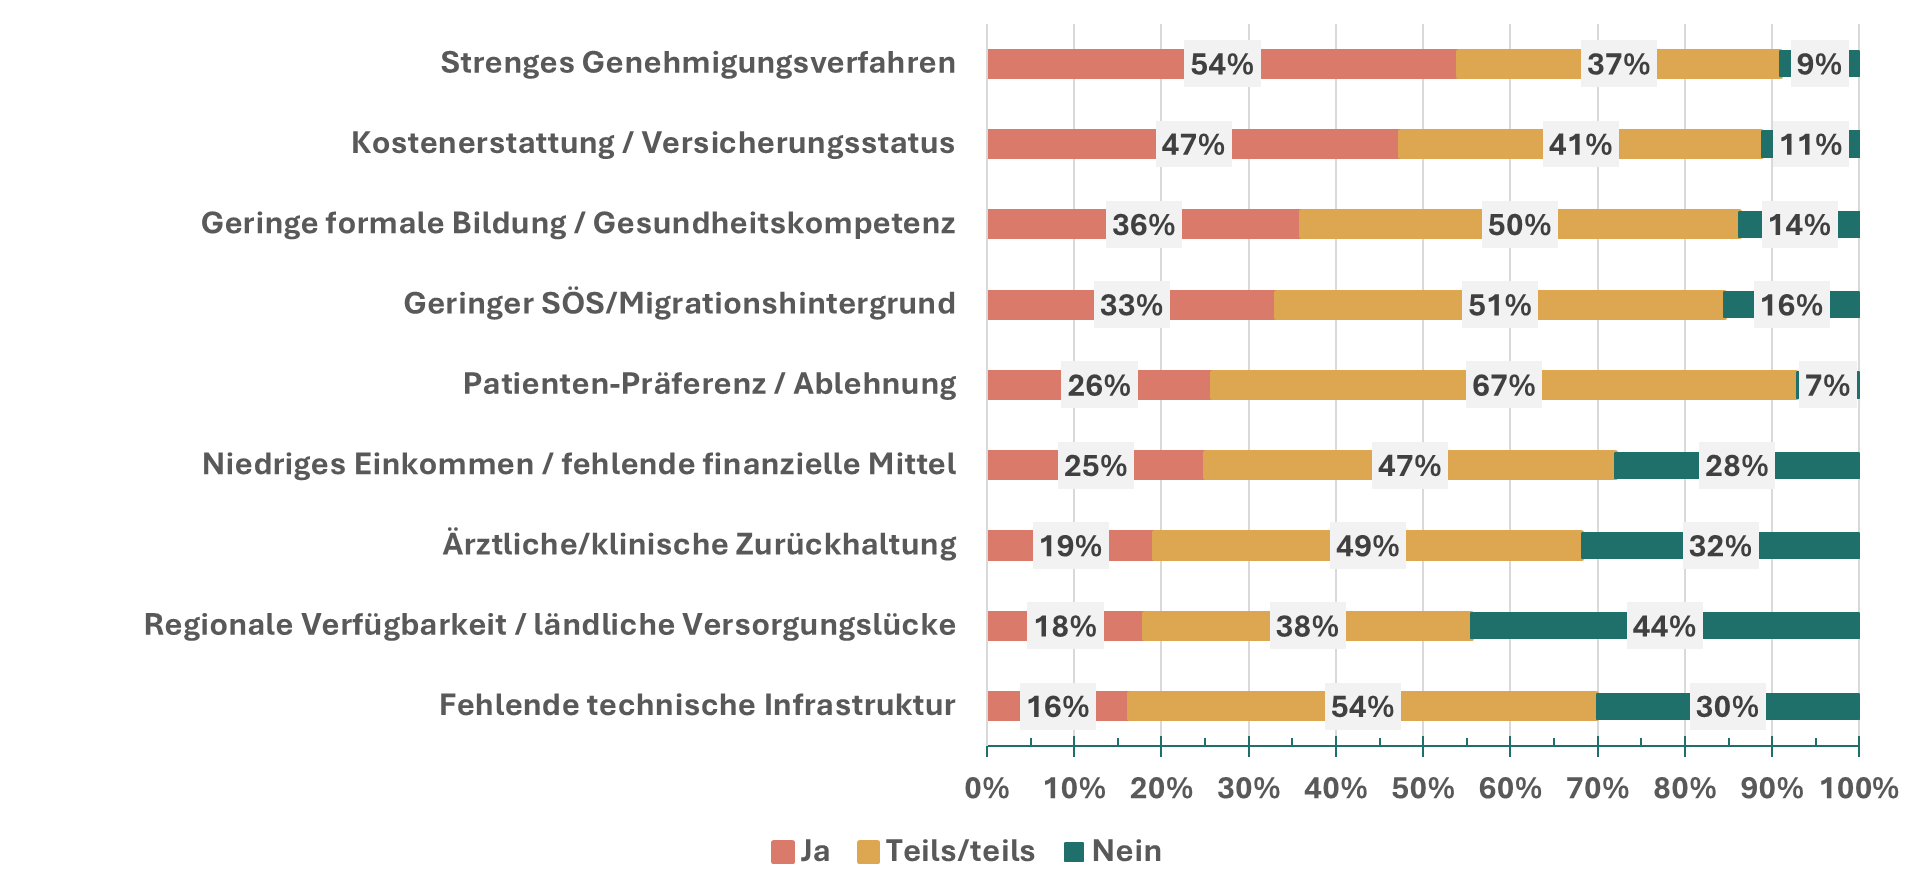 Strenges Genehmigungsverfahren 54% 37% 9%
Kostenerstattung / Versicherungsstatus 47% 41% 11%
Geringe formale Bildung / Gesundheitskompetenz 36% 50% 14%
Geringer SÖS/Migrationshintergrund 33% 51% 16%
Patienten-Präferenz / Ablehnung 26% 67% 7%
Niedriges Einkommen / fehlende finanzielle Mittel 25% 47% 28%
Ärztliche/klinische Zurückhaltung 19% 49% 32%
Regionale Verfügbarkeit / ländliche Versorgungslücke 18% 38% 44%
Fehlende technische Infrastruktur 16% 54% 30%
0% 10% 20% 30% 40% 50% 60% 70% 80% 90% 100%
Ja Teils/teils Nein